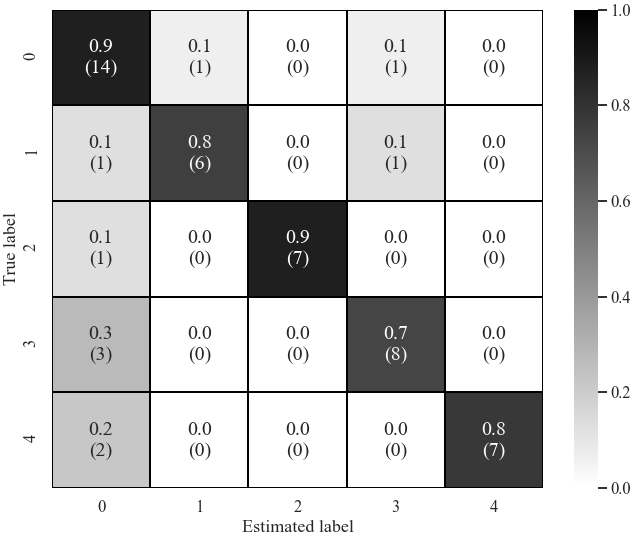 0.9 0.1 0.0 0.1 0.0 1.0
0 (14) (1) (0) (1) (0)
0.1 0.8 0.0 0.1 0.0 0.8
1 (1) (6) (0) (1) (0)
0.1 0.0 0.9 0.0 0.0 0.6
True label 2 (1) (0) (7) (0) (0)
0.3 0.0 0.0 0.7 0.0 0.4
3 (3) (0) (0) (8) (0)
0.2 0.0 0.0 0.0 0.8 0.2
4 (2) (0) (0) (0) (7)
0.0
0 1 2 3 4
Estimated label